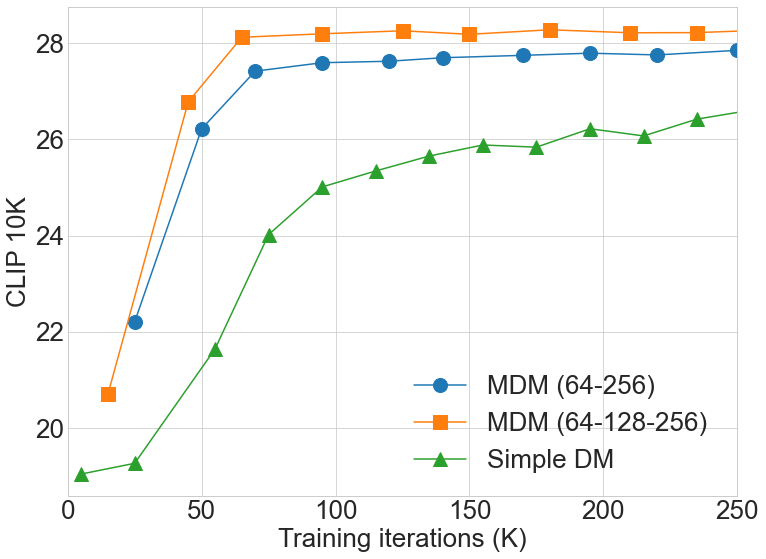 28
26
24
22
20
CLIP 10K
MDM (64-256)
MDM (64-128-256)
Simple DM
0 50 100 150 200 250
Training iterations (K)